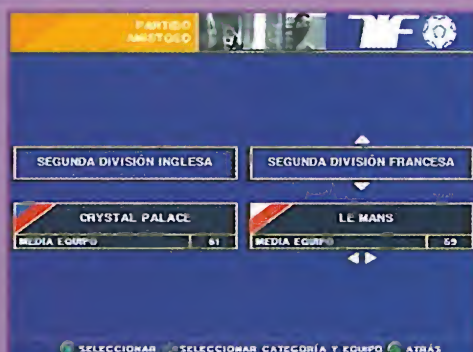 PARTIDO
AMISTOSO
SEGUNDA DIVISIÓN INGLESA
SEGUNDA DIVISIÓN FRANCESA
CRYSTAL PALACE
LE MANS
MEDIA EQUIPO 61
MEDIA EQUIPO 59
SELECCIONAR SELECCIONAR CATEGORÍA Y EQUIPO ATRÁS